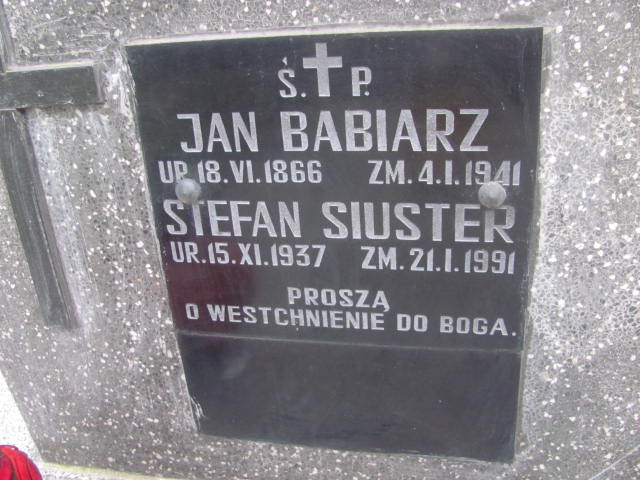 Ś. P.
JAN BABIARZ
UR. 18. VI. 1866 ZM. 4. I. 1941
STEFAN SIUSTER
UR. 15. XI. 1937 ZM. 21. I. 1991
PROSZĄ
O WESTCHNIENIE DO BOGA.